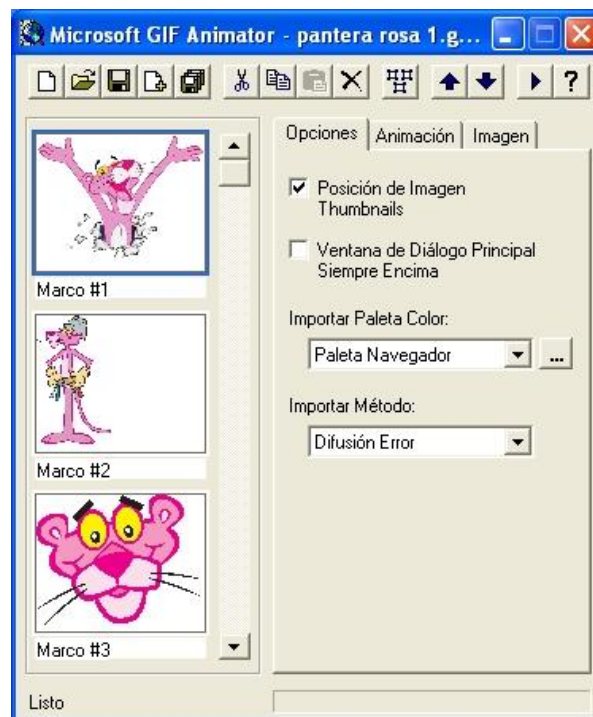 Microsoft GIF Animator - pantera rosa 1.g...
Marco #1
Marco #2
Marco #3
Opciones Animación Imagen
Posición de Imagen
Thumbnails
Ventana de Diálogo Principal
Siempre Encima
Importar Paleta Color:
Paleta Navegador ...
Importar Método:
Difusión Error
Listo